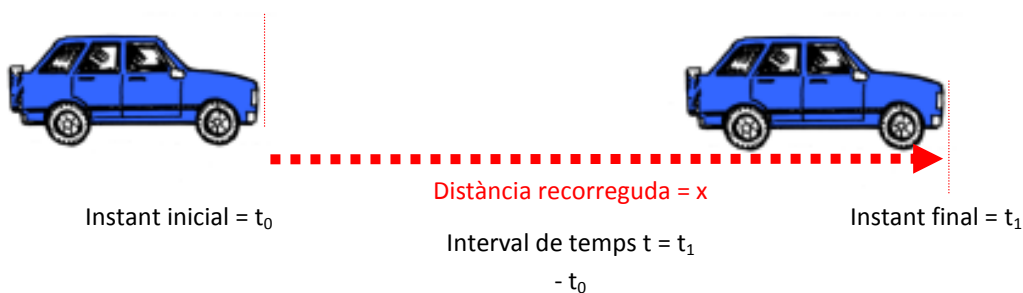 Distància recorreguda = x
Instant inicial = t₀
Instant final = t₁
Interval de temps t = t₁
- t₀